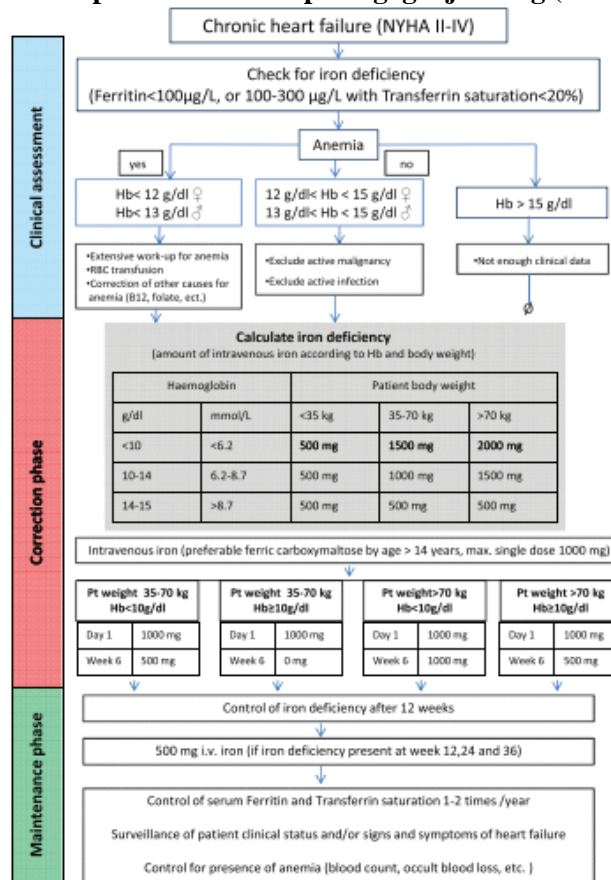 Chronic heart failure (NYHA II-IV)
Check for iron deficiency
(Ferritin<100µg/L, or 100-300 µg/L with Transferrin saturation<20%)
Anemia
yes
no
Hb< 12 g/dl ♀
Hb< 13 g/dl ♂
12 g/dl< Hb < 15 g/dl ♀
13 g/dl< Hb < 15 g/dl ♂
Hb > 15 g/dl
•Extensive work-up for anemia
•RBC transfusion
•Correction of other causes for
anemia (B12, folate, ect.)
•Exclude active malignancy
•Exclude active infection
•Not enough clinical data
Ø
Clinical assessment
Calculate iron deficiency
(amount of intravenous iron according to Hb and body weight)
Haemoglobin Patient body weight
g/dl mmol/L <35 kg 35-70 kg >70 kg
<10 <6.2 500 mg 1500 mg 2000 mg
10-14 6.2-8.7 500 mg 1000 mg 1500 mg
14-15 >8.7 500 mg 500 mg 500 mg
Intravenous iron (preferable ferric carboxymaltose by age > 14 years, max. single dose 1000 mg)
Pt weight 35-70 kg
Hb<10g/dl
Day 1 1000 mg
Week 6 500 mg
Pt weight 35-70 kg
Hb≥10g/dl
Day 1 1000 mg
Week 6 0 mg
Pt weight>70 kg
Hb<10g/dl
Day 1 1000 mg
Week 6 1000 mg
Pt weight >70 kg
Hb≥10g/dl
Day 1 1000 mg
Week 6 500 mg
Correction phase
Control of iron deficiency after 12 weeks
500 mg i.v. iron (if iron deficiency present at week 12,24 and 36)
Control of serum Ferritin and Transferrin saturation 1-2 times /year
Surveillance of patient clinical status and/or signs and symptoms of heart failure
Control for presence of anemia (blood count, occult blood loss, etc. )
Maintenance phase